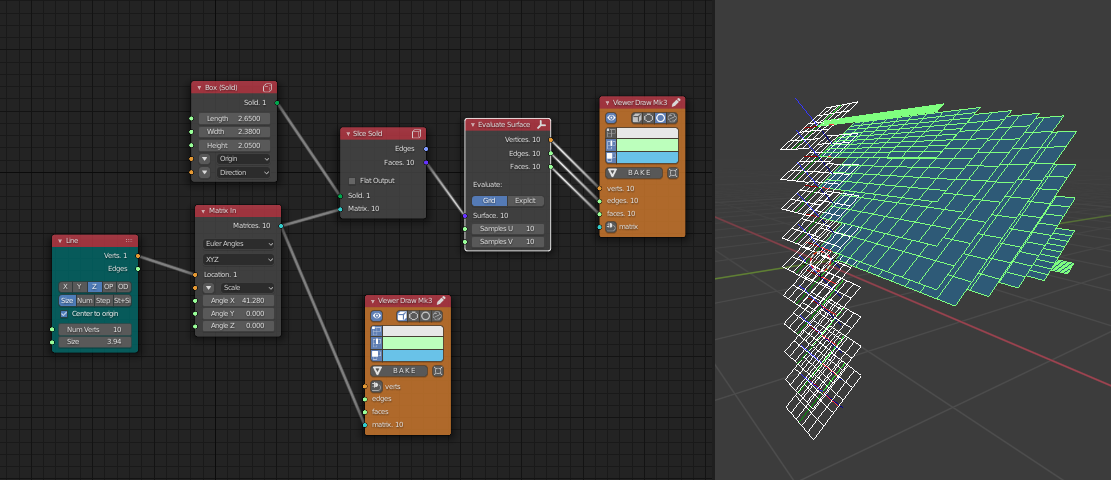 Box (Solid)
Solid. 1
Length 2.6500
Width 2.3800
Height 2.0500
Origin
Direction
Matrix In
Matrices. 10
Euler Angles
XYZ
Location. 1
Scale
Angle X 41.280
Angle Y 0.000
Angle Z 0.000
Line
Verts. 1
Edges
X Y Z OP OD
Size Num Step St+Si
Center to origin
Num Verts 10
Size 3.94
Slice Solid
Edges
Faces. 10
Flat Output
Solid. 1
Matrix. 10
Viewer Draw Mk3
BAKE
verts
edges
faces
matrix. 10
Evaluate Surface
Vertices. 10
Edges. 10
Faces. 10
Evaluate:
Grid Explicit
Surface. 10
Samples U 10
Samples V 10
Viewer Draw Mk3
BAKE
verts. 10
edges. 10
faces. 10
matrix